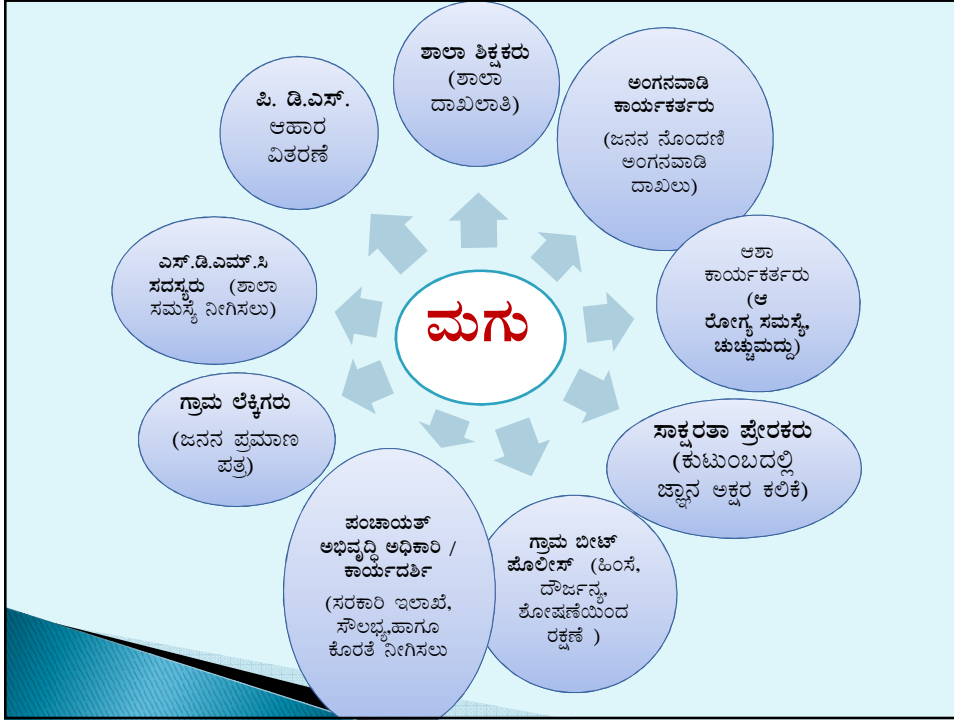 ಶಾಲಾ ಶಿಕ್ಷಕರು
(ಶಾಲಾ
ದಾಖಲಾತಿ)
ಅಂಗನವಾಡಿ
ಕಾರ್ಯಕರ್ತರು
(ಜನನ ನೊಂದಣಿ
ಅಂಗನವಾಡಿ
ದಾಖಲು)
ಆಶಾ
ಕಾರ್ಯಕರ್ತರು
(ಆ
ರೋಗ್ಯ ಸಮಸ್ಯೆ,
ಚುಚ್ಚುಮದ್ದು)
ಸಾಕ್ಷರತಾ ಪ್ರೇರಕರು
(ಕುಟುಂಬದಲ್ಲಿ
ಜ್ಞಾನ ಅಕ್ಷರ ಕಲಿಕೆ)
ಗ್ರಾಮ ಬೀಟ್
ಪೊಲೀಸ್ (ಹಿಂಸೆ,
ದೌರ್ಜನ್ಯ,
ಶೋಷಣೆಯಿಂದ
ರಕ್ಷಣೆ )
ಪಂಚಾಯತ್
ಅಭಿವೃದ್ಧಿ ಅಧಿಕಾರಿ /
ಕಾರ್ಯದರ್ಶಿ
(ಸರಕಾರಿ ಇಲಾಖೆ,
ಸೌಲಭ್ಯ,ಹಾಗೂ
ಕೊರತೆ ನೀಗಿಸಲು
ಗ್ರಾಮ ಲೆಕ್ಕಿಗರು
(ಜನನ ಪ್ರಮಾಣ
ಪತ್ರ)
ಎಸ್.ಡಿ.ಎಮ್.ಸಿ
ಸದಸ್ಯರು (ಶಾಲಾ
ಸಮಸ್ಯೆ ನೀಗಿಸಲು)
ಪಿ. ಡಿ.ಎಸ್.
ಆಹಾರ
ವಿತರಣೆ
ಮಗು